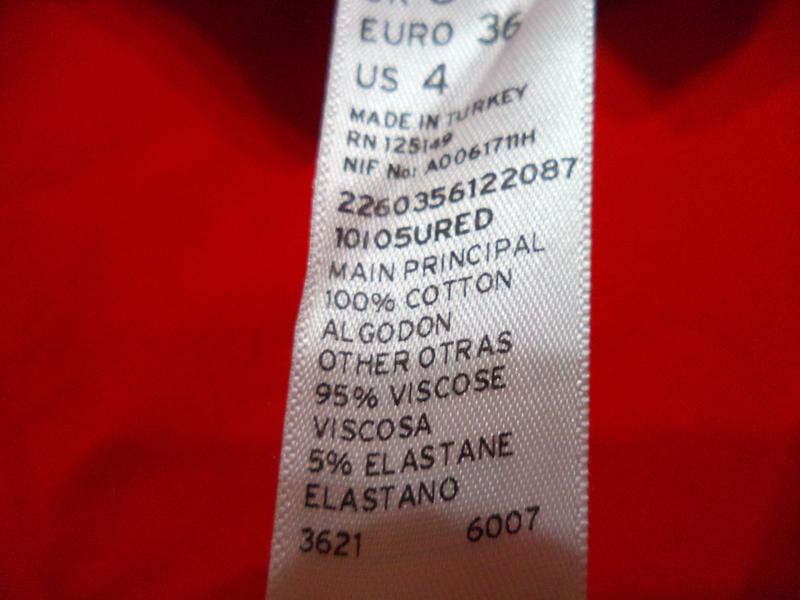 EURO 36
US 4
MADE IN TURKEY
RN 125149
NIF No: A0061711H
2260356122087
10105URED
MAIN PRINCIPAL
100% COTTON
ALGODON
OTHER OTRAS
95% VISCOSE
VISCOSA
5% ELASTANE
ELASTANO
3621 6007